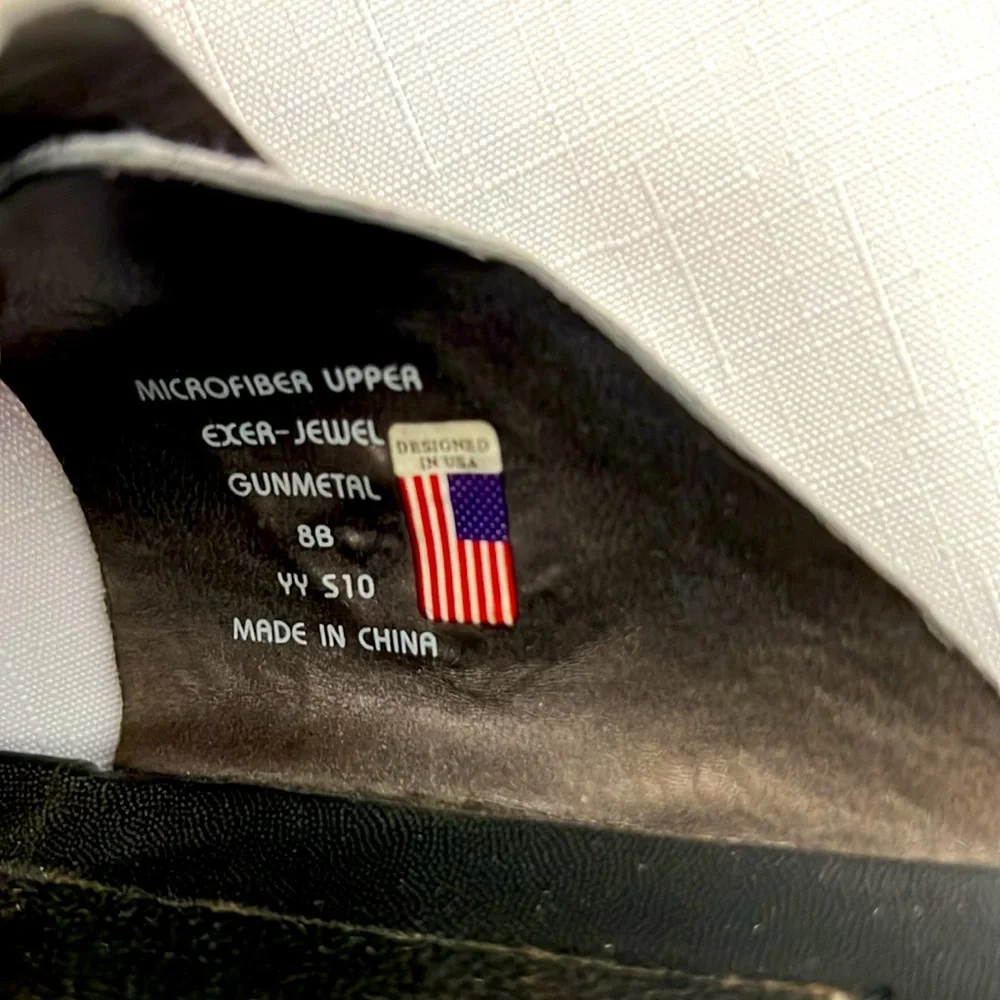 MICROFIBER UPPER
EXER-JEWEL
GUNMETAL
8B
YY S10
MADE IN CHINA
DESIGNED
IN USA